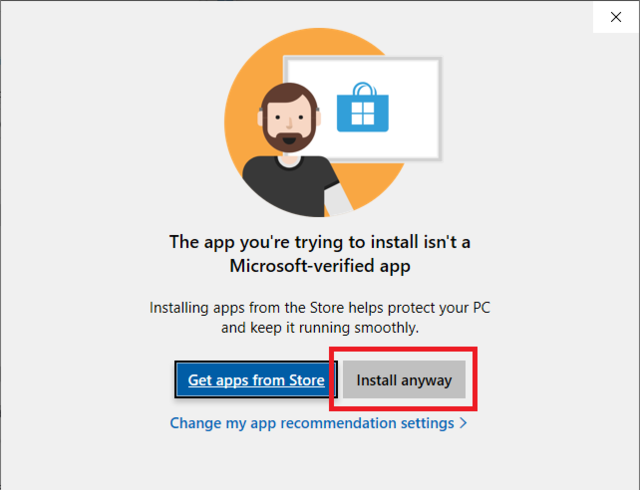 The app you're trying to install isn't a
Microsoft-verified app
Installing apps from the Store helps protect your PC
and keep it running smoothly.
Get apps from Store
Install anyway
Change my app recommendation settings